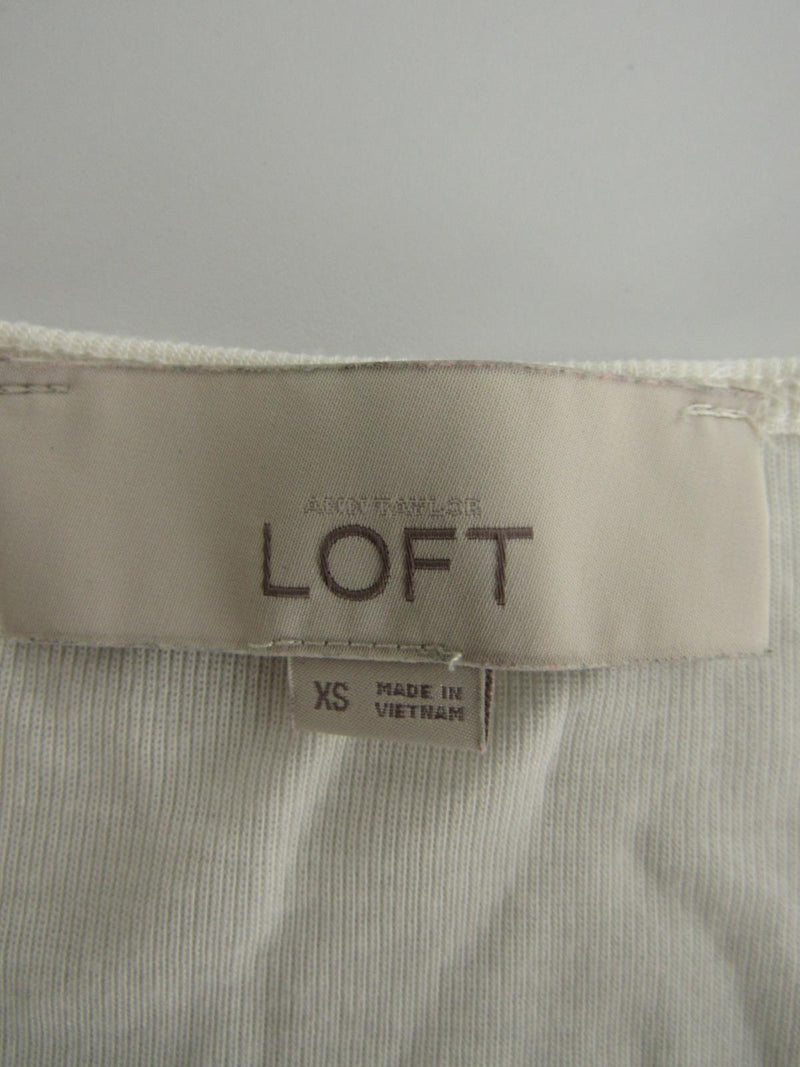 ANN TAYLOR
LOFT
XS
MADE IN
VIETNAM